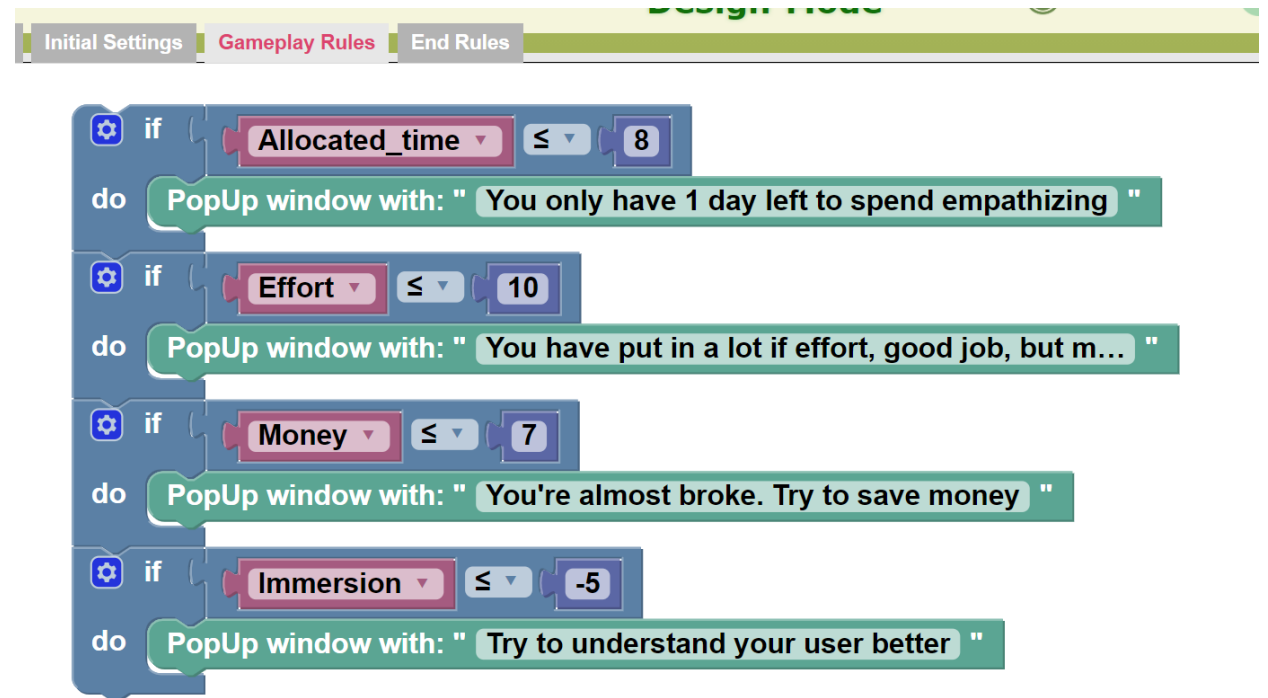 Design Mode
Initial Settings Gameplay Rules End Rules
if Allocated_time ≤ 8
do PopUp window with: " You only have 1 day left to spend empathizing "
if Effort ≤ 10
do PopUp window with: " You have put in a lot if effort, good job, but m... "
if Money ≤ 7
do PopUp window with: " You're almost broke. Try to save money "
if Immersion ≤ -5
do PopUp window with: " Try to understand your user better "